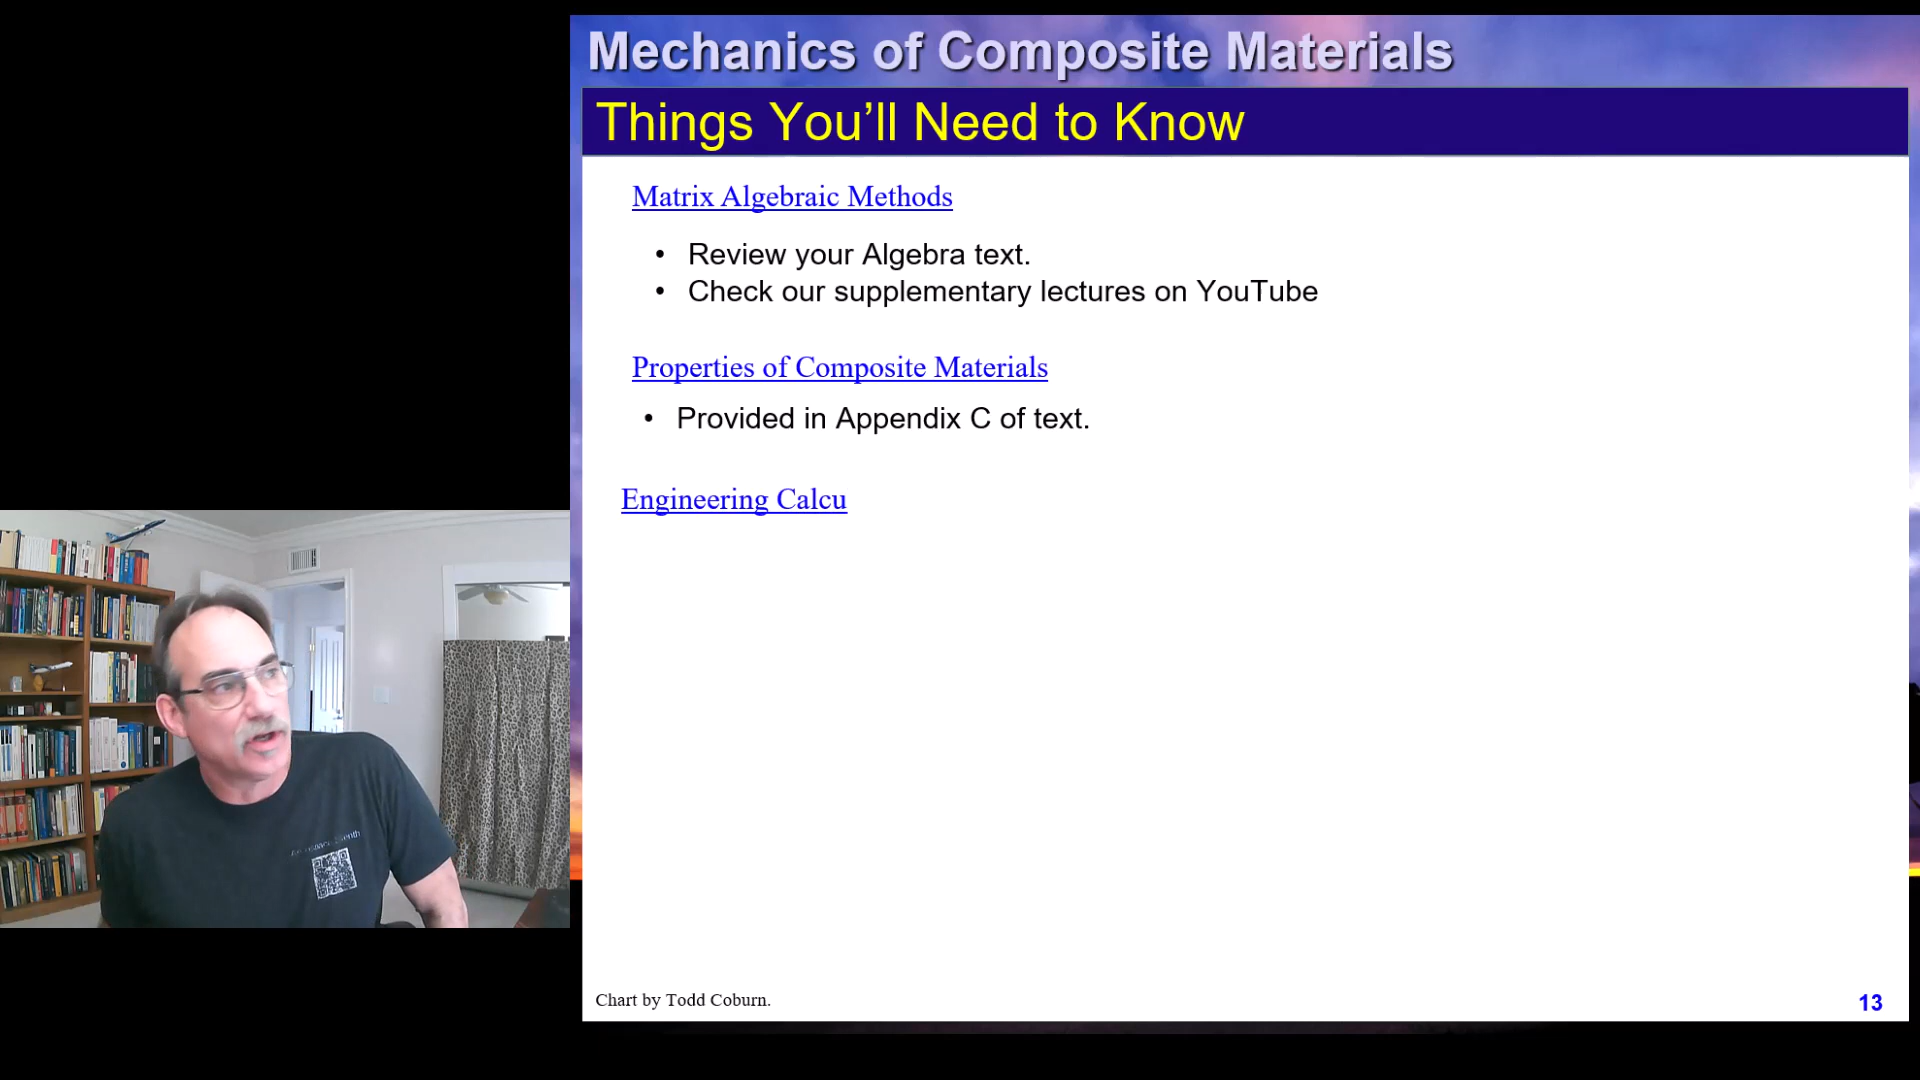 Mechanics of Composite Materials
Things You'll Need to Know
Matrix Algebraic Methods
• Review your Algebra text.
• Check our supplementary lectures on YouTube
Properties of Composite Materials
• Provided in Appendix C of text.
Engineering Calcu
Chart by Todd Coburn.
13